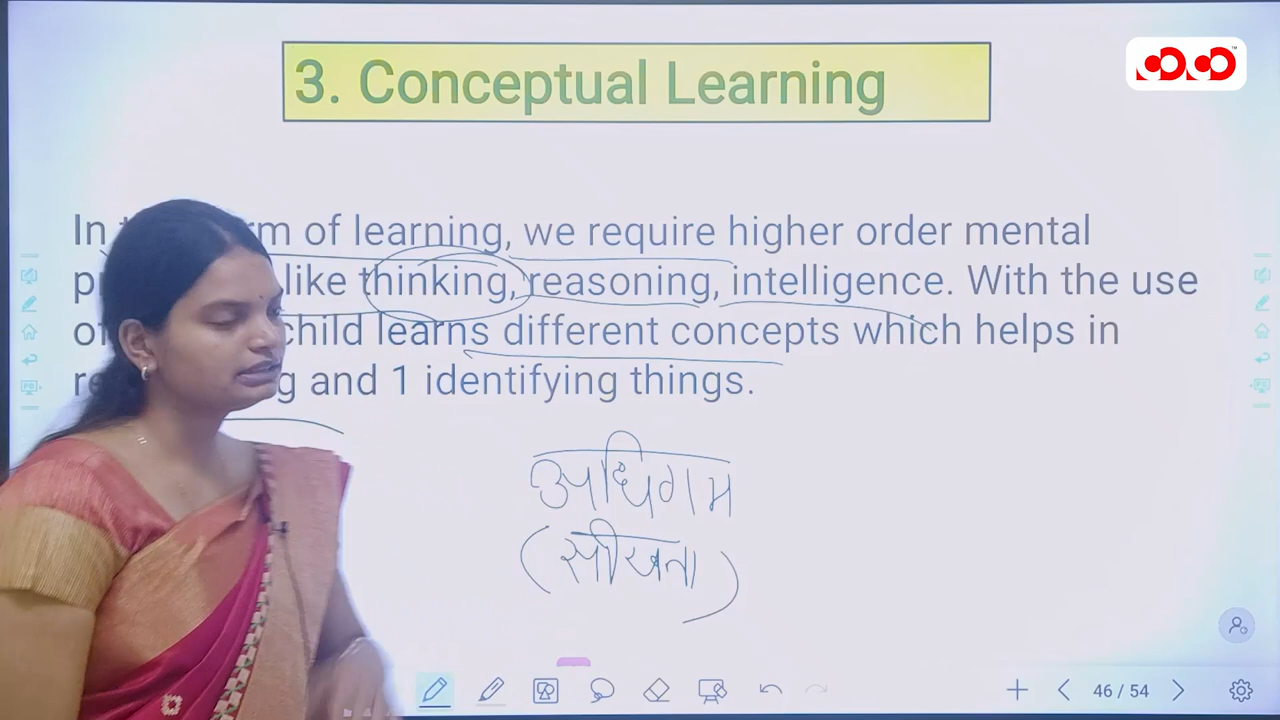 3. Conceptual Learning
In of learning, we require higher order mental
like thinking, reasoning, intelligence. With the use
child learns different concepts which helps in
and 1 identifying things.
अधिगम
(सीखना)
46 / 54